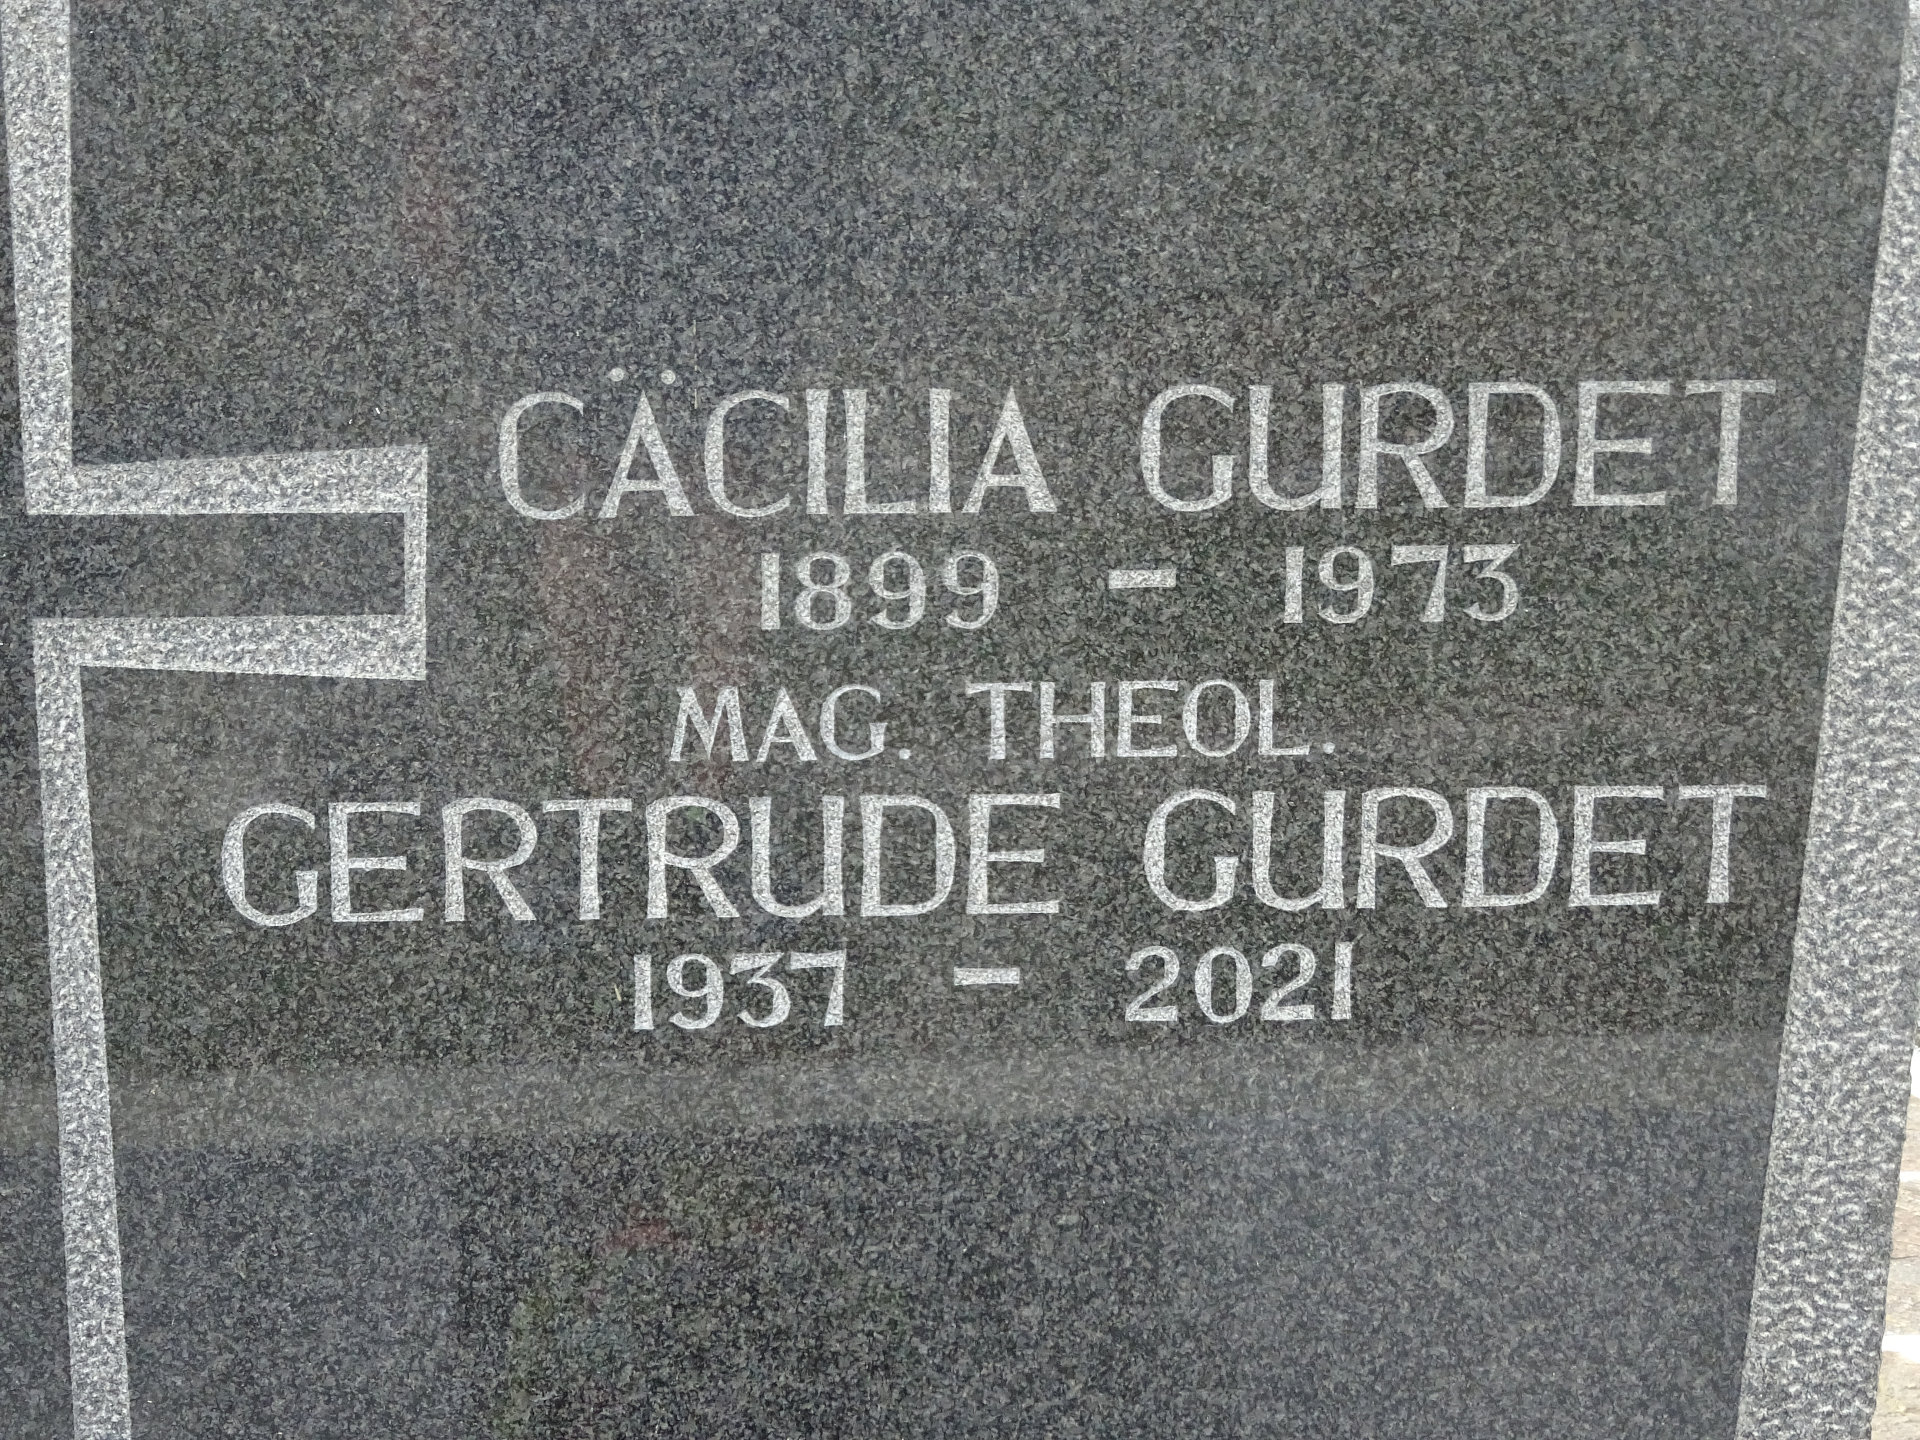 CÄCILIA GURDET
1899 - 1973
MAG. THEOL.
GERTRUDE GURDET
1937 - 2021